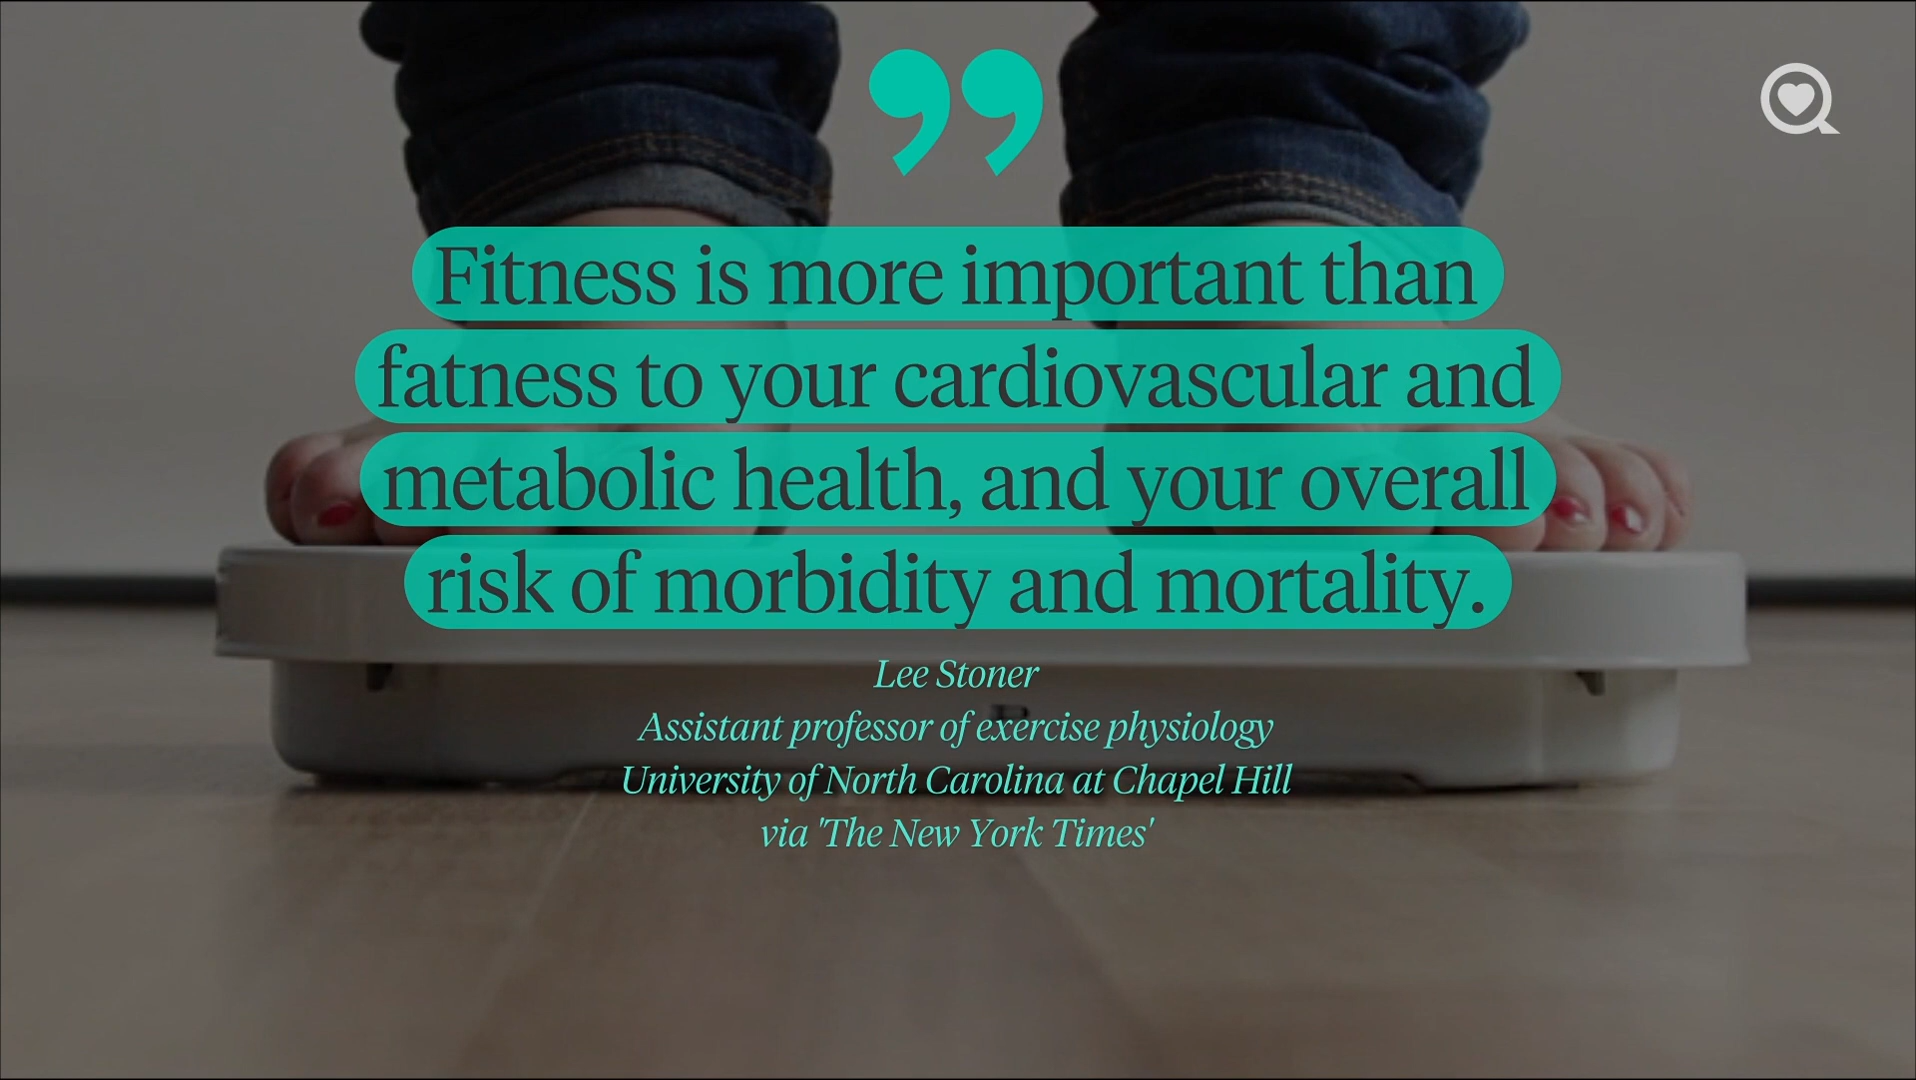 ”
Fitness is more important than
fatness to your cardiovascular and
metabolic health, and your overall
risk of morbidity and mortality.
Lee Stoner
Assistant professor of exercise physiology
University of North Carolina at Chapel Hill
via 'The New York Times'